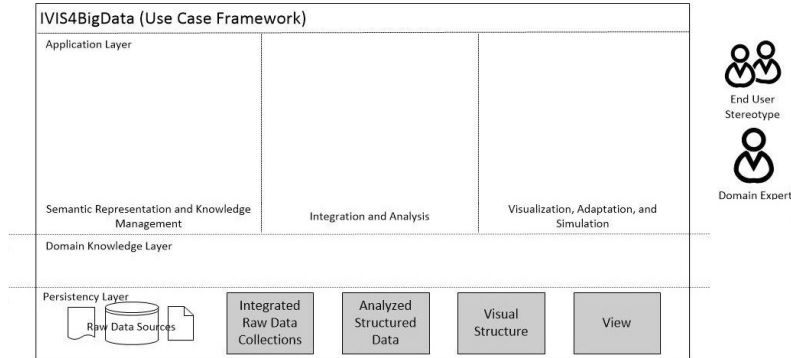 IVIS4BigData (Use Case Framework)
Application Layer
Semantic Representation and Knowledge
Management
Integration and Analysis
Visualization, Adaptation, and
Simulation
End User
Stereotype
Domain Expert
Domain Knowledge Layer
Persistency Layer
Raw Data Sources
Integrated
Raw Data
Collections
Analyzed
Structured
Data
Visual
Structure
View